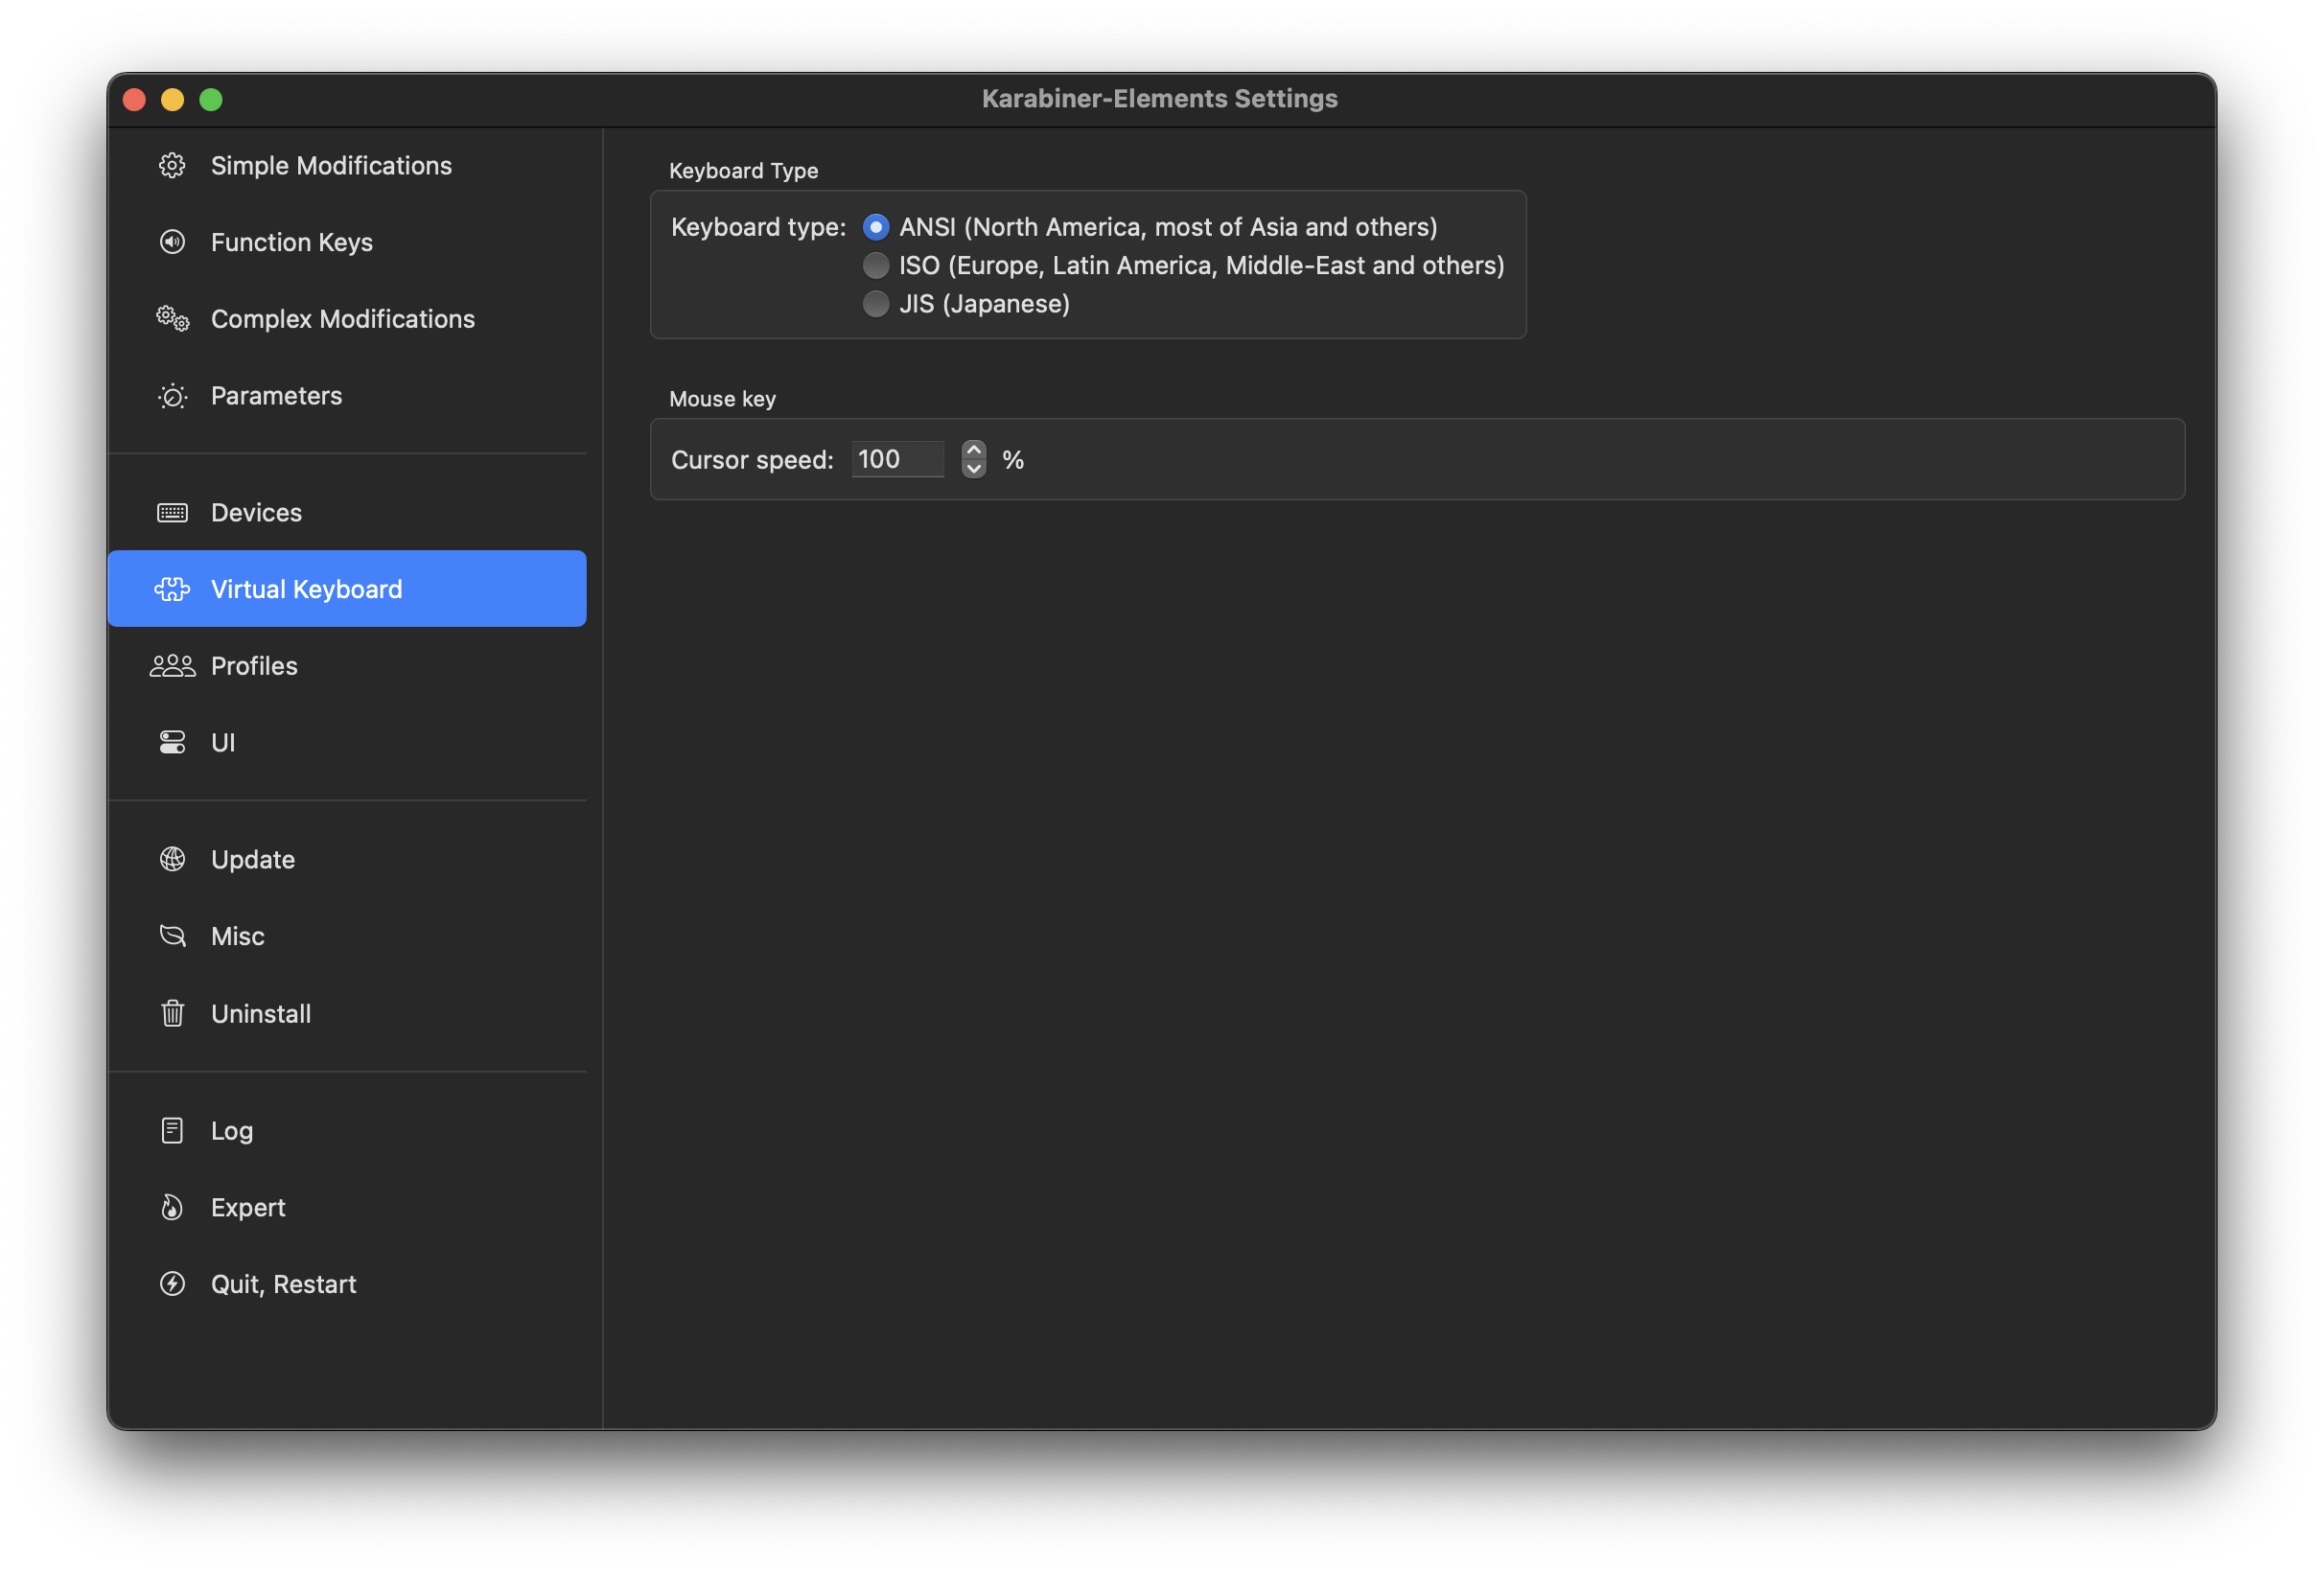 Karabiner-Elements Settings
Simple Modifications
Function Keys
Complex Modifications
Parameters
Devices
Virtual Keyboard
Profiles
UI
Update
Misc
Uninstall
Log
Expert
Quit, Restart
Keyboard Type
Keyboard type: ANSI (North America, most of Asia and others)
ISO (Europe, Latin America, Middle-East and others)
JIS (Japanese)
Mouse key
Cursor speed: 100 %